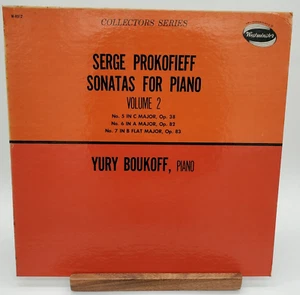 COLLECTORS SERIES
Westminster
SERGE PROKOFIEFF
SONATAS FOR PIANO
VOLUME 2
No. 5 IN C MAJOR, Op. 38
No. 6 IN A MAJOR, Op. 82
No. 7 IN B FLAT MAJOR, Op. 83
YURY BOUKOFF, PIANO